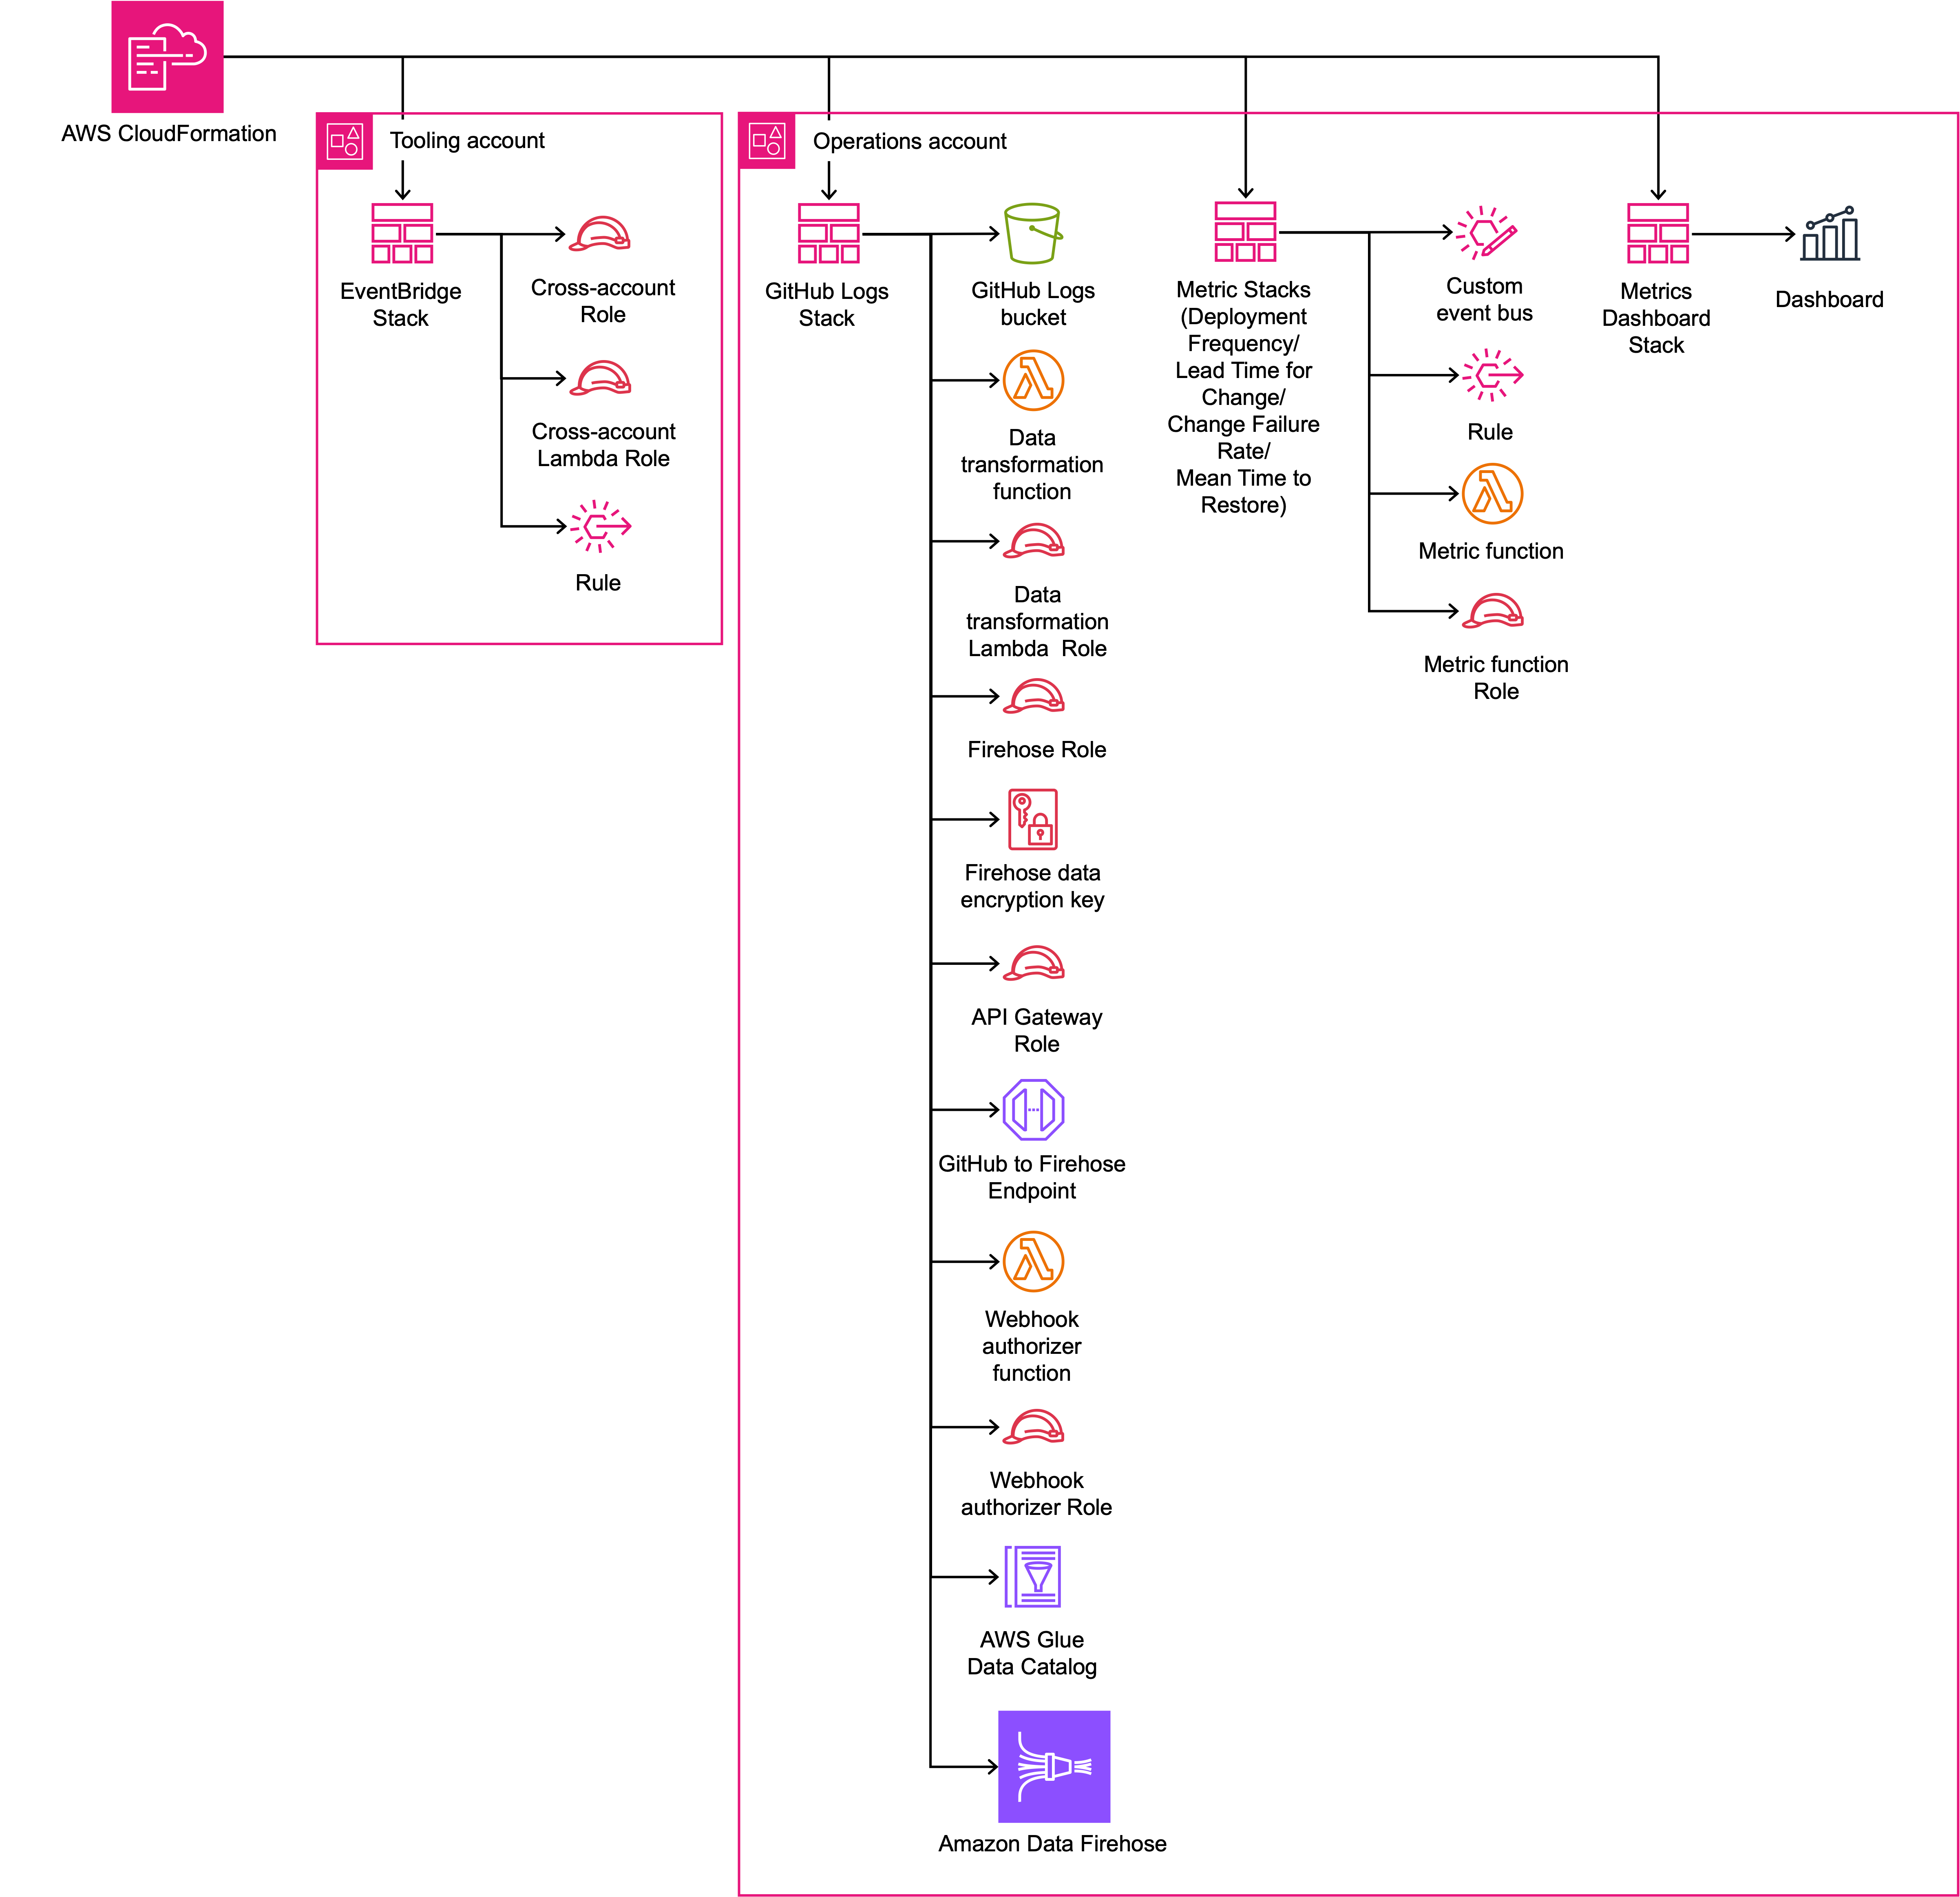 AWS CloudFormation
Tooling account
EventBridge
Stack
Cross-account
Role
Cross-account
Lambda Role
Rule
Operations account
GitHub Logs
Stack
GitHub Logs
bucket
Data
transformation
function
Data
transformation
Lambda  Role
Firehose Role
Firehose data
encryption key
API Gateway
Role
GitHub to Firehose
Endpoint
Webhook
authorizer
function
Webhook
authorizer Role
AWS Glue
Data Catalog
Amazon Data Firehose
Metric Stacks
(Deployment
Frequency/
Lead Time for
Change/
Change Failure
Rate/
Mean Time to
Restore)
Custom
event bus
Rule
Metric function
Metric function
Role
Metrics
Dashboard
Stack
Dashboard